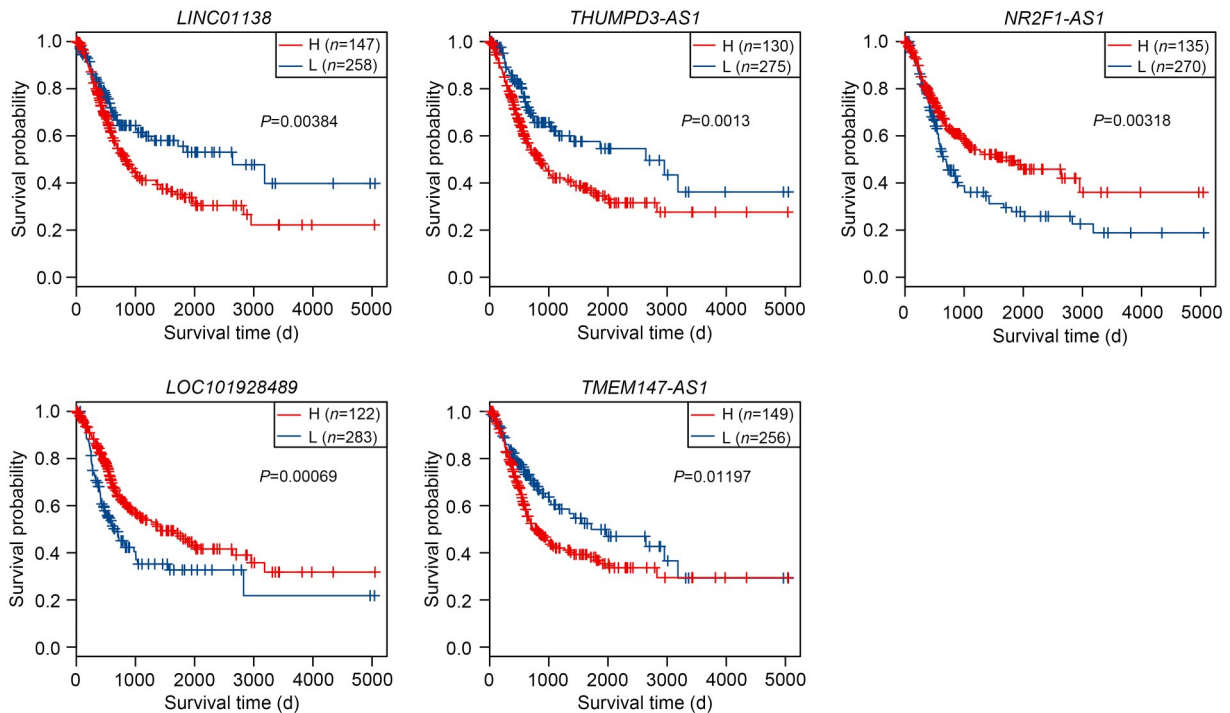 LINC01138
Survival probability
1.0
0.8
0.6
0.4
0.2
0.0
H (n=147)
L (n=258)
P=0.00384
0 1000 2000 3000 4000 5000
Survival time (d)
THUMPD3-AS1
Survival probability
1.0
0.8
0.6
0.4
0.2
0.0
H (n=130)
L (n=275)
P=0.0013
0 1000 2000 3000 4000 5000
Survival time (d)
NR2F1-AS1
Survival probability
1.0
0.8
0.6
0.4
0.2
0.0
H (n=135)
L (n=270)
P=0.00318
0 1000 2000 3000 4000 5000
Survival time (d)
LOC101928489
Survival probability
1.0
0.8
0.6
0.4
0.2
0.0
H (n=122)
L (n=283)
P=0.00069
0 1000 2000 3000 4000 5000
Survival time (d)
TMEM147-AS1
Survival probability
1.0
0.8
0.6
0.4
0.2
0.0
H (n=149)
L (n=256)
P=0.01197
0 1000 2000 3000 4000 5000
Survival time (d)